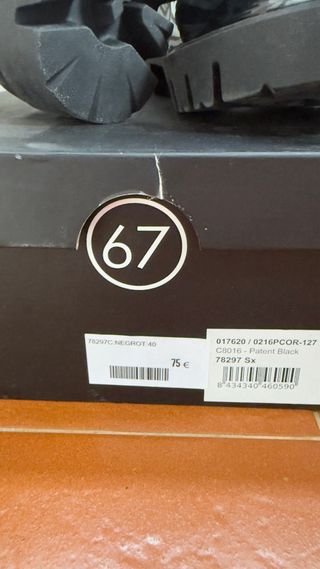 67
78297C.NEGROT.40
75 €
017620 / 0216PCOR-127
C8016 - Patent Black
78297 Sx
8 434340 460590